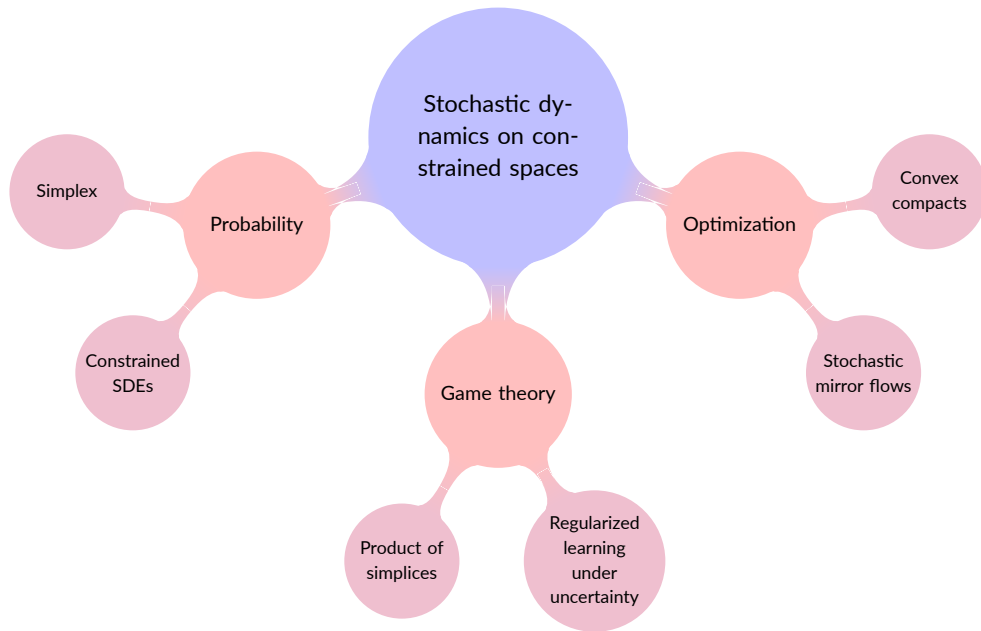 Stochastic dy-
namics on con-
strained spaces
Probability
Simplex
Constrained
SDEs
Game theory
Product of
simplices
Regularized
learning
under
uncertainty
Optimization
Convex
compacts
Stochastic
mirror flows